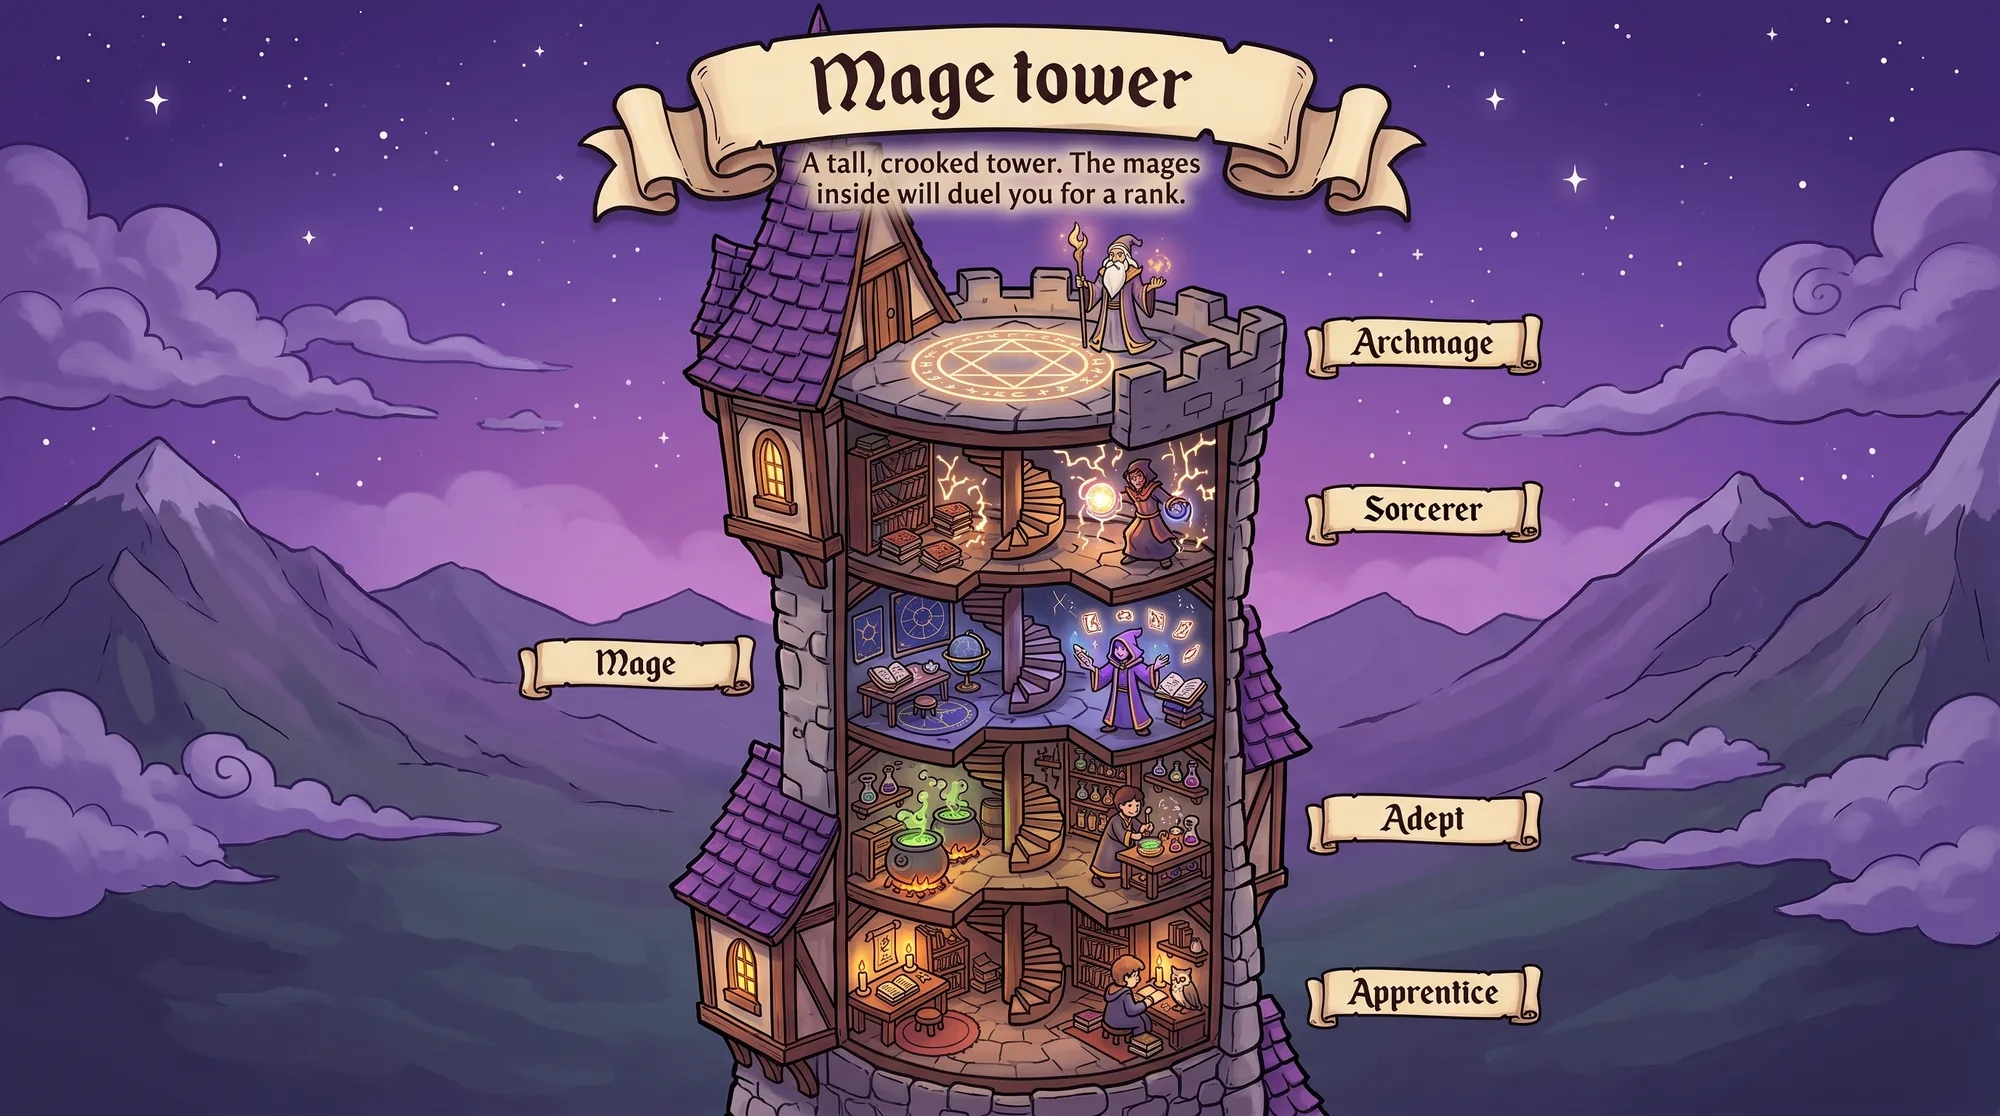 Mage tower
A tall, crooked tower. The mages
inside will duel you for a rank.
Archmage
Sorcerer
Mage
Adept
Apprentice